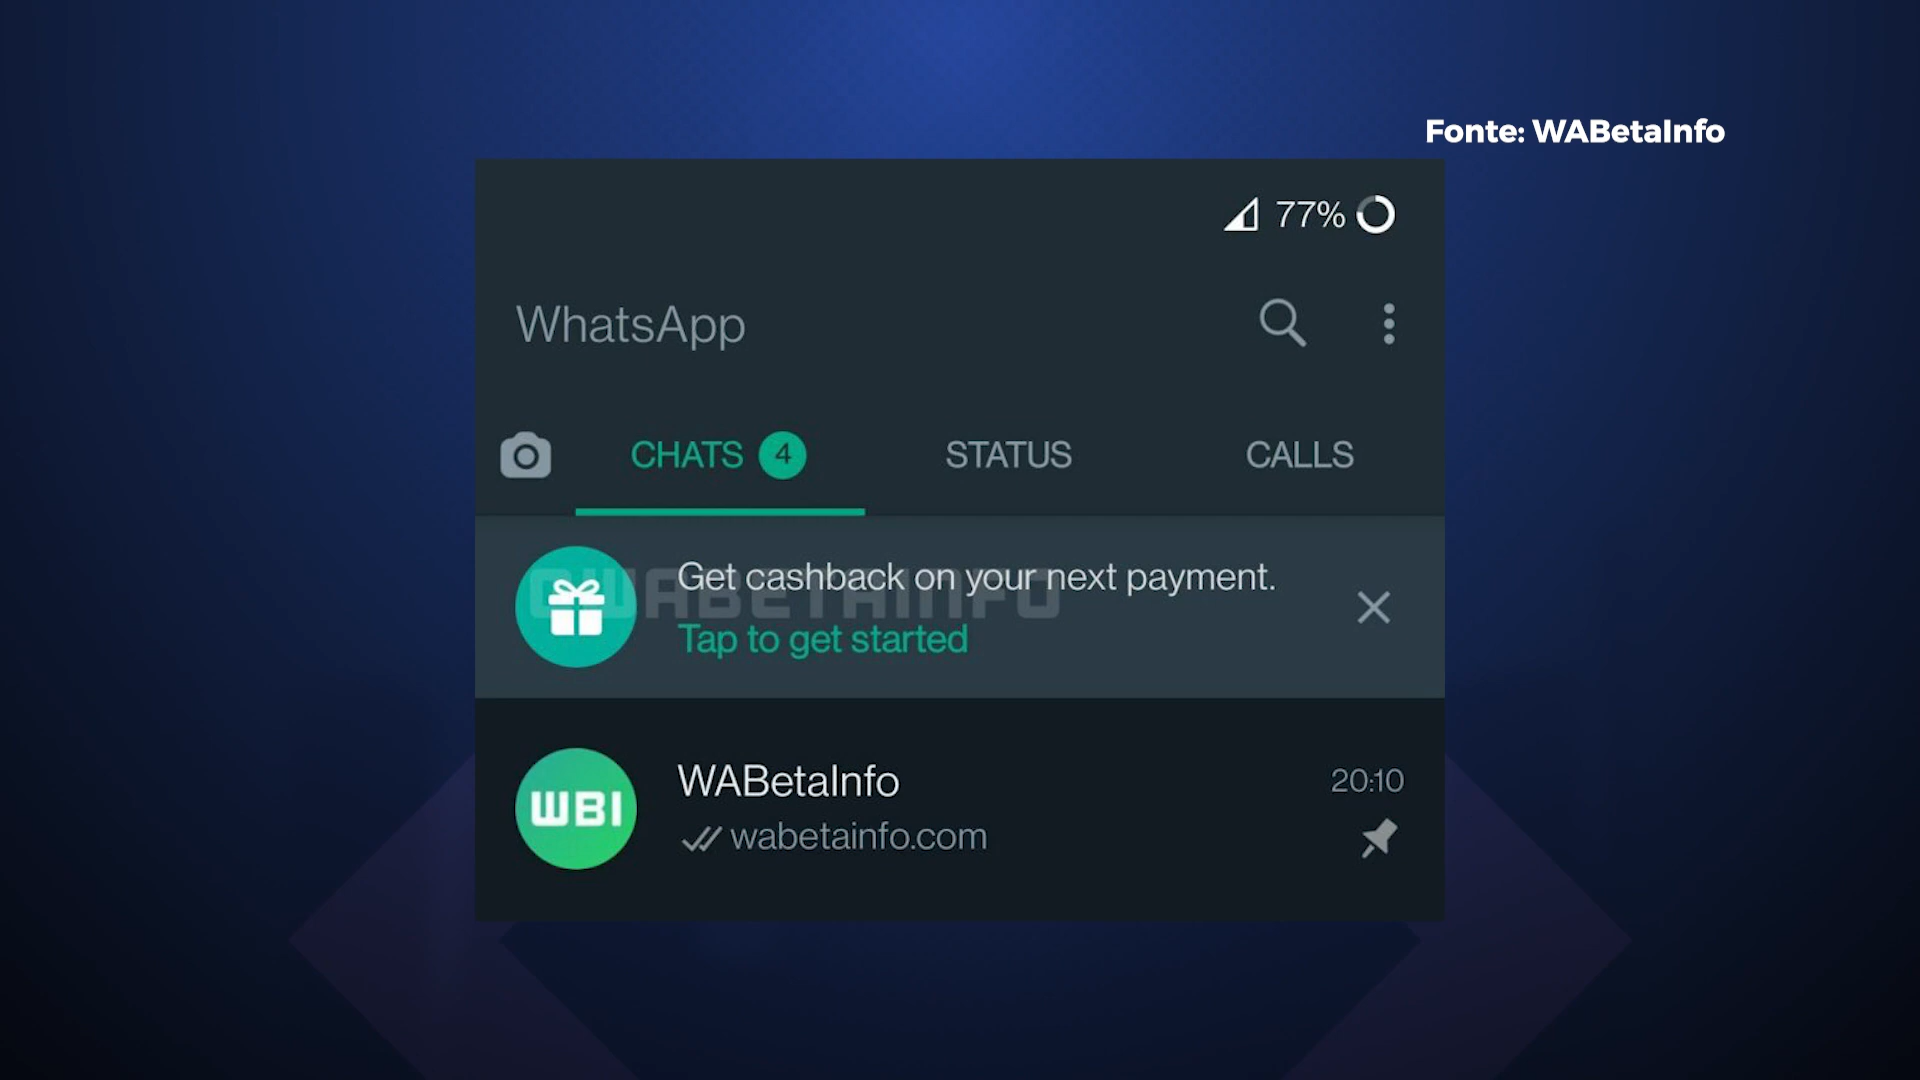 Fonte: WABetaInfo
77%
WhatsApp
CHATS 4 STATUS CALLS
Get cashback on your next payment.
@WABETAINFO
Tap to get started
WBI
WABetaInfo 20:10
wabetainfo.com